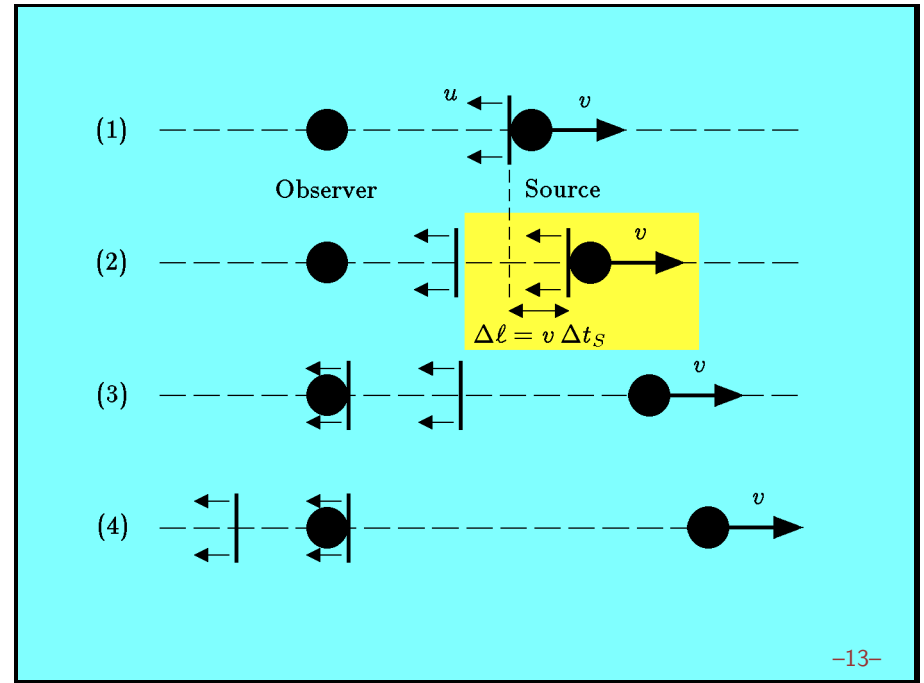 (1) u v
Observer Source
(2) v
Δℓ = v Δt_S
(3) v
(4) v
–13–